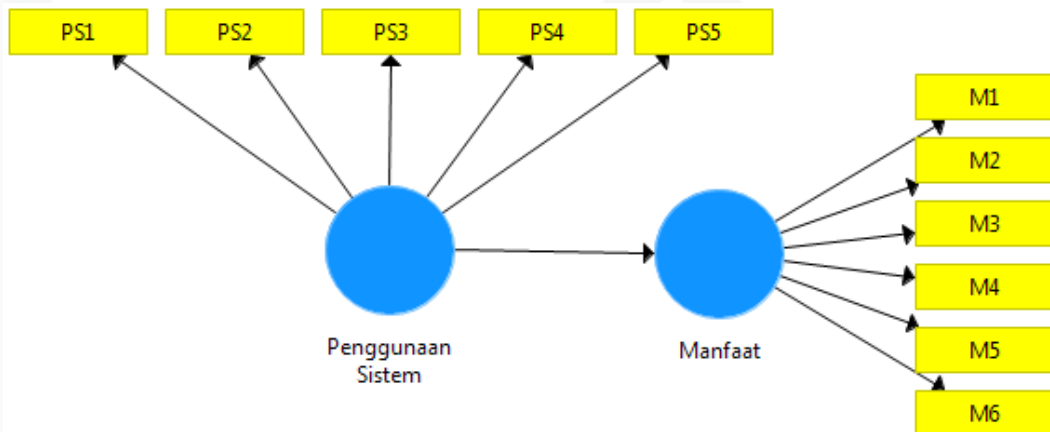 PS1
PS2
PS3
PS4
PS5
M1
M2
M3
M4
M5
M6
Penggunaan
Sistem
Manfaat